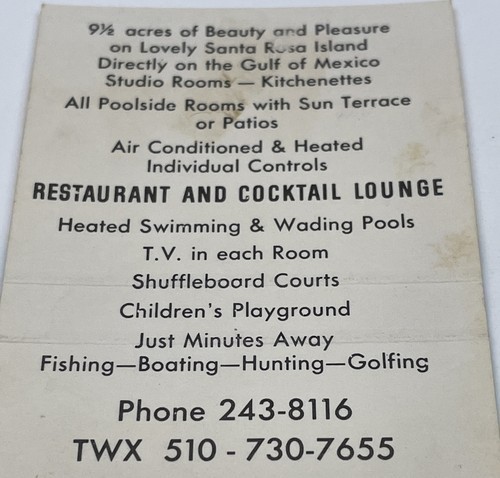 9½ acres of Beauty and Pleasure
on Lovely Santa Rosa Island
Directly on the Gulf of Mexico
Studio Rooms — Kitchenettes
All Poolside Rooms with Sun Terrace
or Patios
Air Conditioned & Heated
Individual Controls
RESTAURANT AND COCKTAIL LOUNGE
Heated Swimming & Wading Pools
T.V. in each Room
Shuffleboard Courts
Children's Playground
Just Minutes Away
Fishing—Boating—Hunting—Golfing
Phone 243-8116
TWX 510 - 730-7655